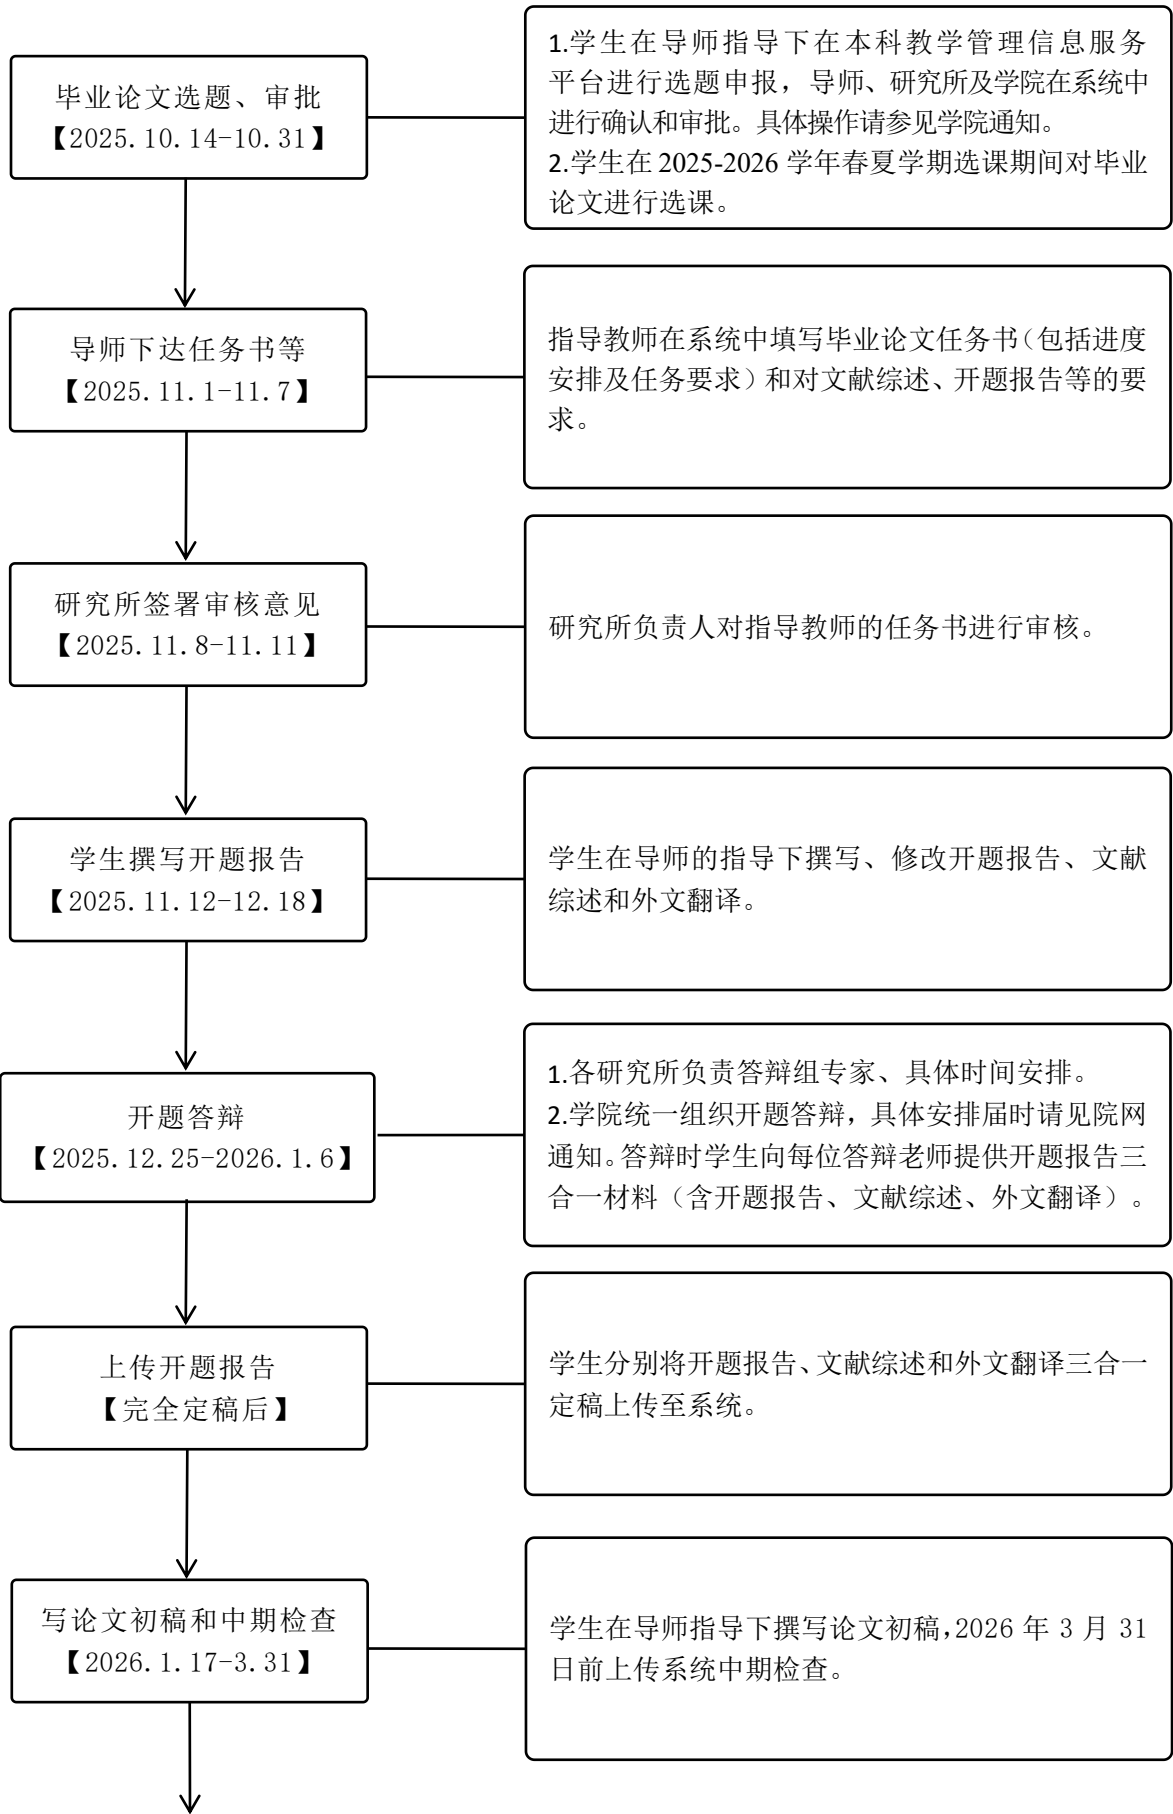 毕业论文选题、审批
【2025.10.14-10.31】
1.学生在导师指导下在本科教学管理信息服务
平台进行选题申报，导师、研究所及学院在系统中
进行确认和审批。具体操作请参见学院通知。
2.学生在 2025-2026 学年春夏学期选课期间对毕业
论文进行选课。
导师下达任务书等
【2025.11.1-11.7】
指导教师在系统中填写毕业论文任务书（包括进度
安排及任务要求）和对文献综述、开题报告等的要
求。
研究所签署审核意见
【2025.11.8-11.11】
研究所负责人对指导教师的任务书进行审核。
学生撰写开题报告
【2025.11.12-12.18】
学生在导师的指导下撰写、修改开题报告、文献
综述和外文翻译。
开题答辩
【2025.12.25-2026.1.6】
1.各研究所负责答辩组专家、具体时间安排。
2.学院统一组织开题答辩，具体安排届时请见院网
通知。答辩时学生向每位答辩老师提供开题报告三
合一材料（含开题报告、文献综述、外文翻译）。
上传开题报告
【完全定稿后】
学生分别将开题报告、文献综述和外文翻译三合一
定稿上传至系统。
写论文初稿和中期检查
【2026.1.17-3.31】
学生在导师指导下撰写论文初稿，2026 年 3 月 31
日前上传系统中期检查。